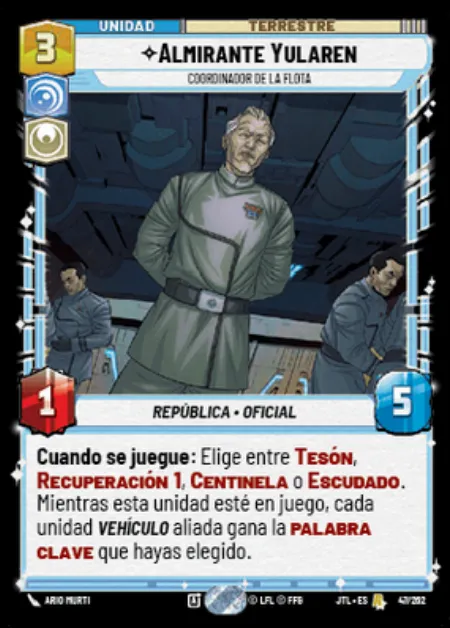 UNIDAD
TERRESTRE
3
✧ALMIRANTE YULAREN
COORDINADOR DE LA FLOTA
1
REPÚBLICA • OFICIAL
5
Cuando se juegue: Elige entre TESÓN,
RECUPERACIÓN 1, CENTINELA o ESCUDADO.
Mientras esta unidad esté en juego, cada
unidad VEHÍCULO aliada gana la PALABRA
CLAVE que hayas elegido.
ARIO MURTI
© LFL © FFG
JTL • ES
R
47/262